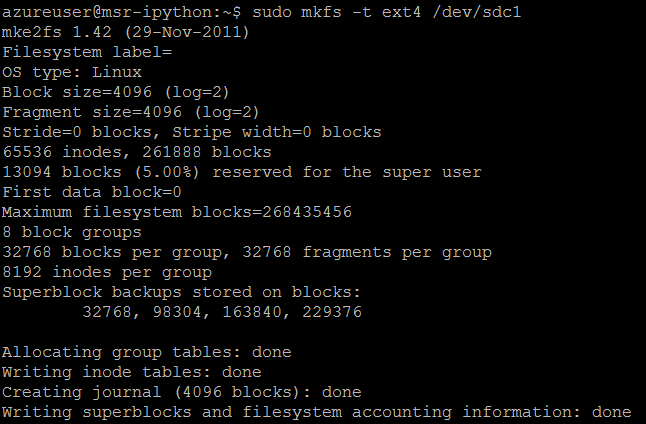 azureuser@msr-ipython:~$ sudo mkfs -t ext4 /dev/sdc1
mke2fs 1.42 (29-Nov-2011)
Filesystem label=
OS type: Linux
Block size=4096 (log=2)
Fragment size=4096 (log=2)
Stride=0 blocks, Stripe width=0 blocks
65536 inodes, 261888 blocks
13094 blocks (5.00%) reserved for the super user
First data block=0
Maximum filesystem blocks=268435456
8 block groups
32768 blocks per group, 32768 fragments per group
8192 inodes per group
Superblock backups stored on blocks:
        32768, 98304, 163840, 229376

Allocating group tables: done
Writing inode tables: done
Creating journal (4096 blocks): done
Writing superblocks and filesystem accounting information: done